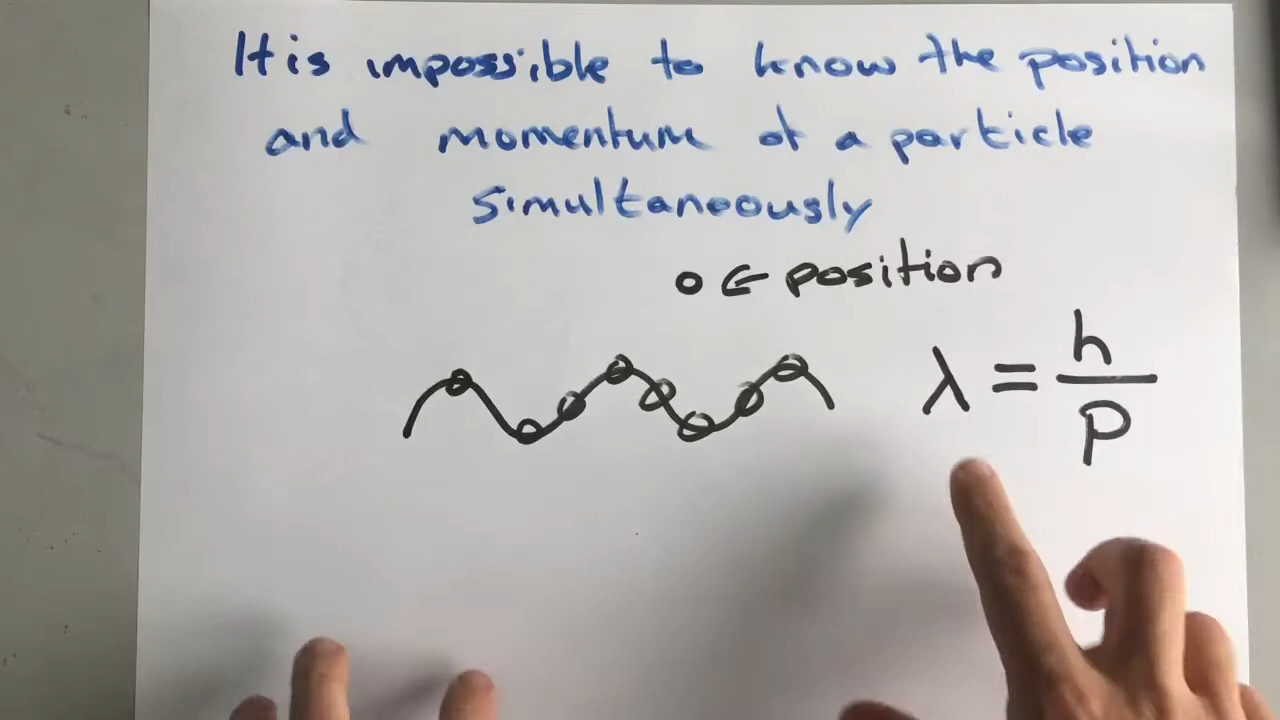 It is impossible to know the position
and momentum of a particle
simultaneously
← position
λ = h/p